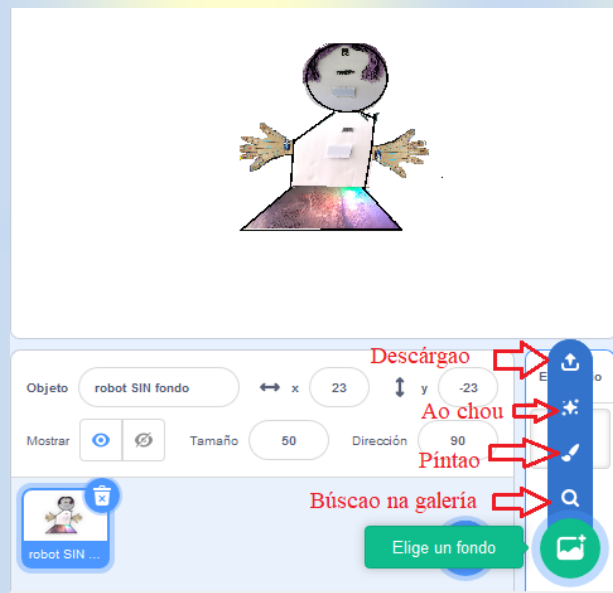 Descárgao
Objeto robot SIN fondo x 23 y -23
Ao chou
Mostrar Tamaño 50 Dirección 90
Píntao
Búscao na galería
Elige un fondo
robot SIN ...